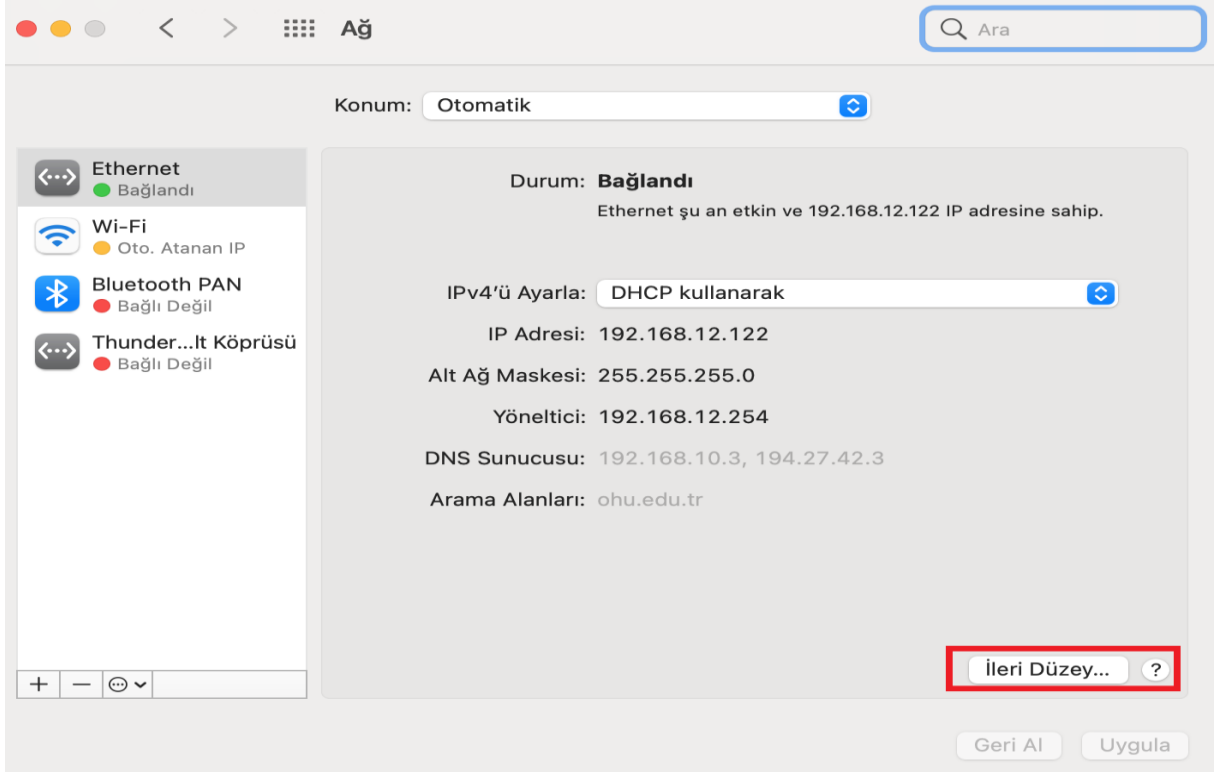 Ağ
Ara
Konum: Otomatik
Ethernet
Bağlandı
Wi-Fi
Oto. Atanan IP
Bluetooth PAN
Bağlı Değil
Thunder...lt Köprüsü
Bağlı Değil
Durum: Bağlandı
Ethernet şu an etkin ve 192.168.12.122 IP adresine sahip.
IPv4'ü Ayarla: DHCP kullanarak
IP Adresi: 192.168.12.122
Alt Ağ Maskesi: 255.255.255.0
Yöneltici: 192.168.12.254
DNS Sunucusu: 192.168.10.3, 194.27.42.3
Arama Alanları: ohu.edu.tr
İleri Düzey... ?
Geri Al Uygula